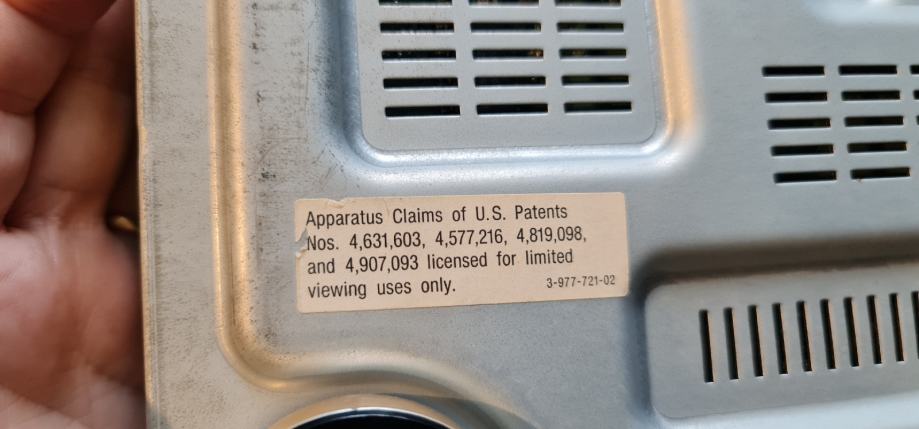 Apparatus Claims of U.S. Patents
Nos. 4,631,603, 4,577,216, 4,819,098,
and 4,907,093 licensed for limited
viewing uses only.
3-977-721-02